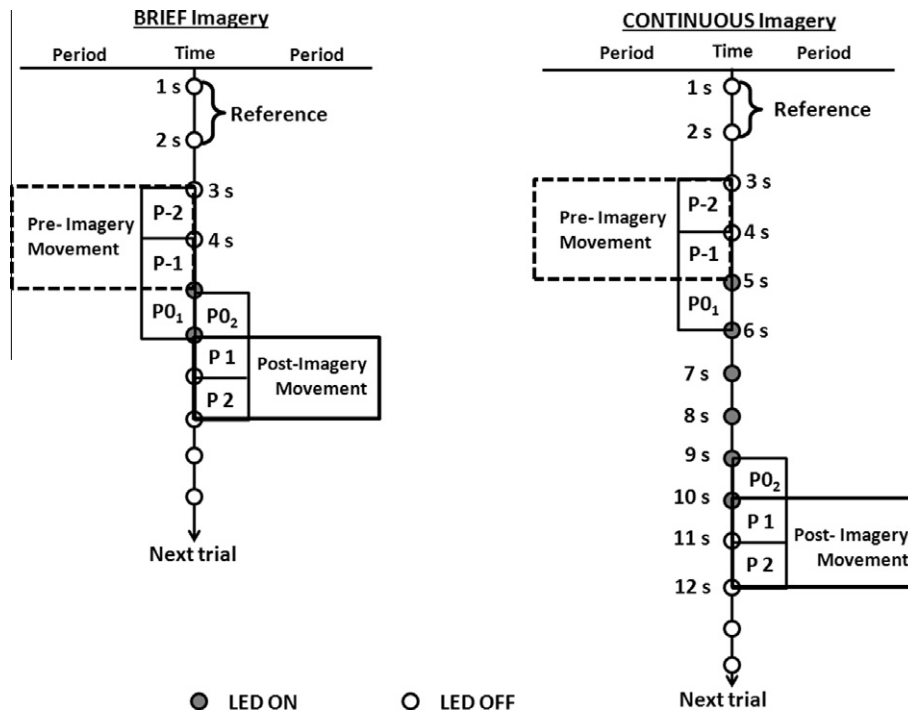 BRIEF Imagery
Period Time Period
1 s
Reference
2 s
3 s
P-2
Pre- Imagery
Movement
4 s
P-1
P0₁
P0₂
P 1
Post-Imagery
Movement
P 2
Next trial
CONTINUOUS Imagery
Period Time Period
1 s
Reference
2 s
3 s
P-2
Pre- Imagery
Movement
4 s
P-1
5 s
P0₁
6 s
7 s
8 s
9 s
P0₂
10 s
P 1
11 s
Post- Imagery
Movement
P 2
12 s
Next trial
LED ON LED OFF